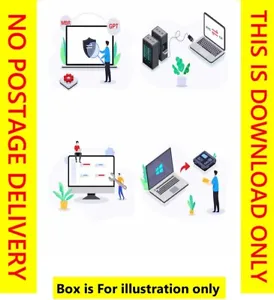 NO POSTAGE DELIVERY
MBR
GPT
THIS IS DOWNLOAD ONLY
Box is For illustration only